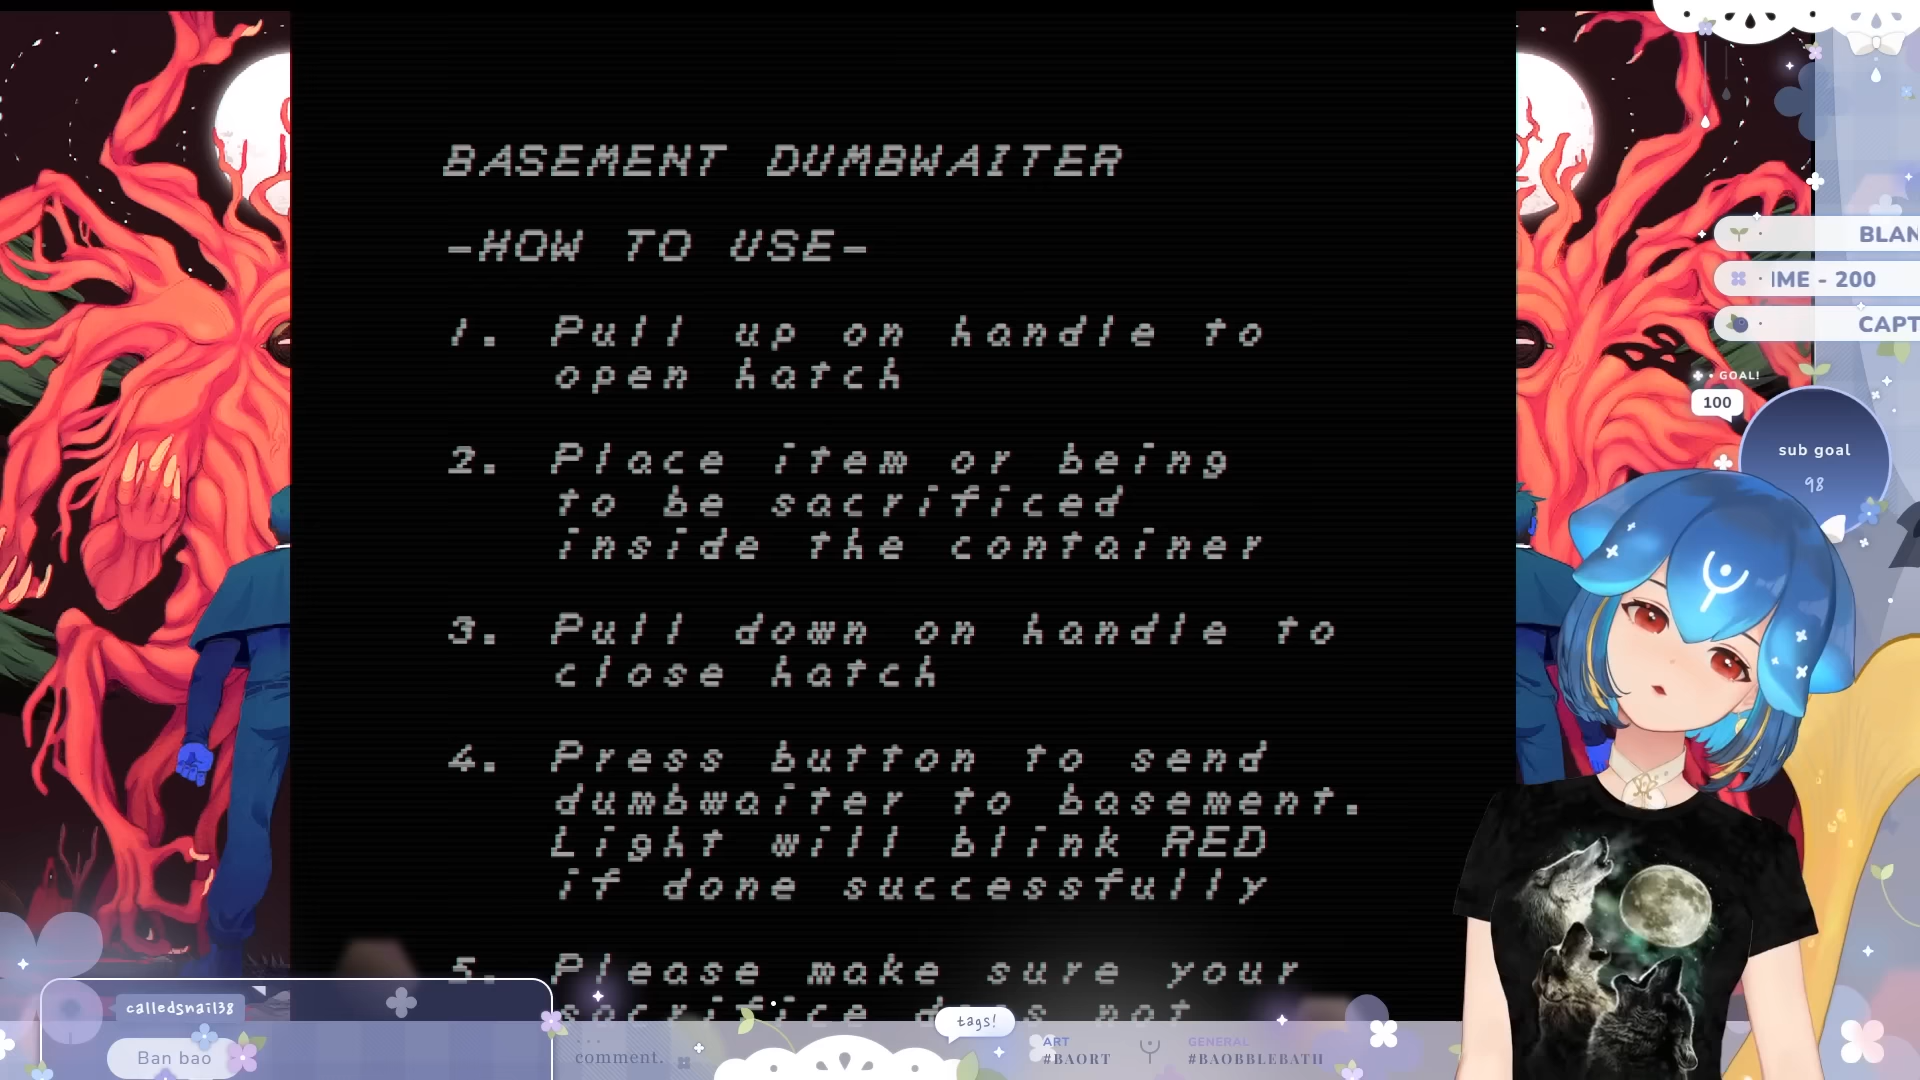 BASEMENT DUMBWAITER
-HOW TO USE-
1. Pull up on handle to
open hatch
2. Place item or being
to be sacrificed
inside the container
3. Pull down on handle to
close hatch
4. Press button to send
dumbwaiter to basement.
Light will blink RED
if done successfully
5. Please make sure your
sacrifice does not
BLAN
IME - 200
CAPT
GOAL!
100
sub goal
98
calledsnail38
Ban bao
comment.
tags!
ART
#BAORT
GENERAL
#BAOBBLEBATH